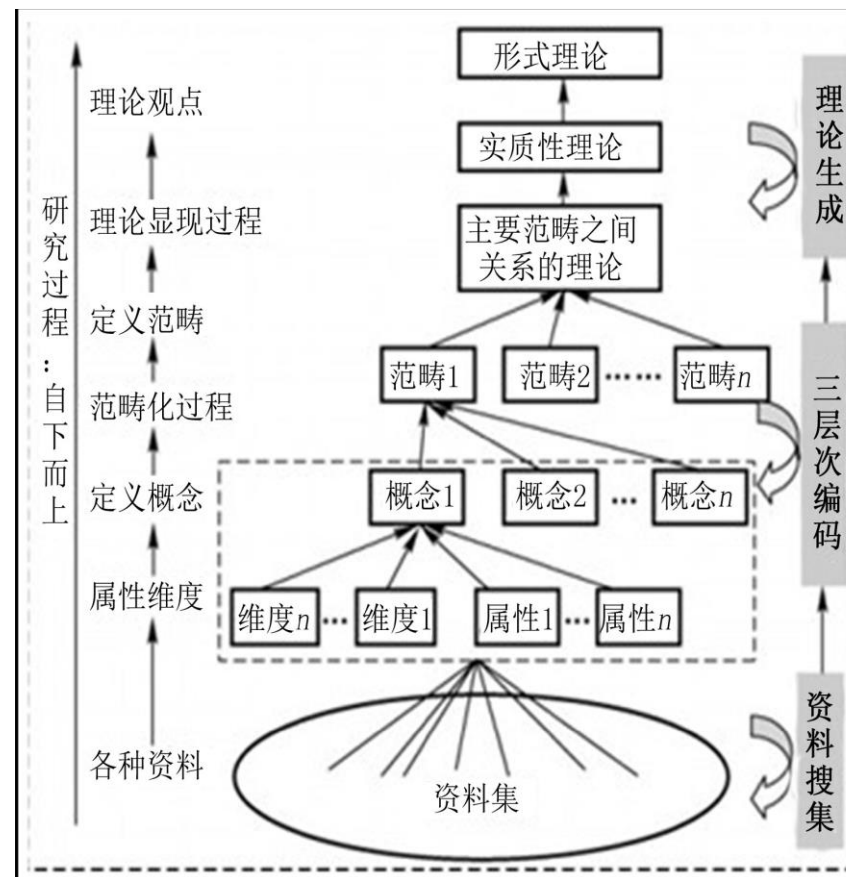 形式理论
理论观点
实质性理论
理论生成
理论显现过程
主要范畴之间
关系的理论
研究过程:自下而上
定义范畴
范畴1
范畴2
……
范畴n
三层次编码
范畴化过程
定义概念
概念1
概念2
…
概念n
属性维度
维度n
…
维度1
属性1
…
属性n
各种资料
资料集
资料搜集